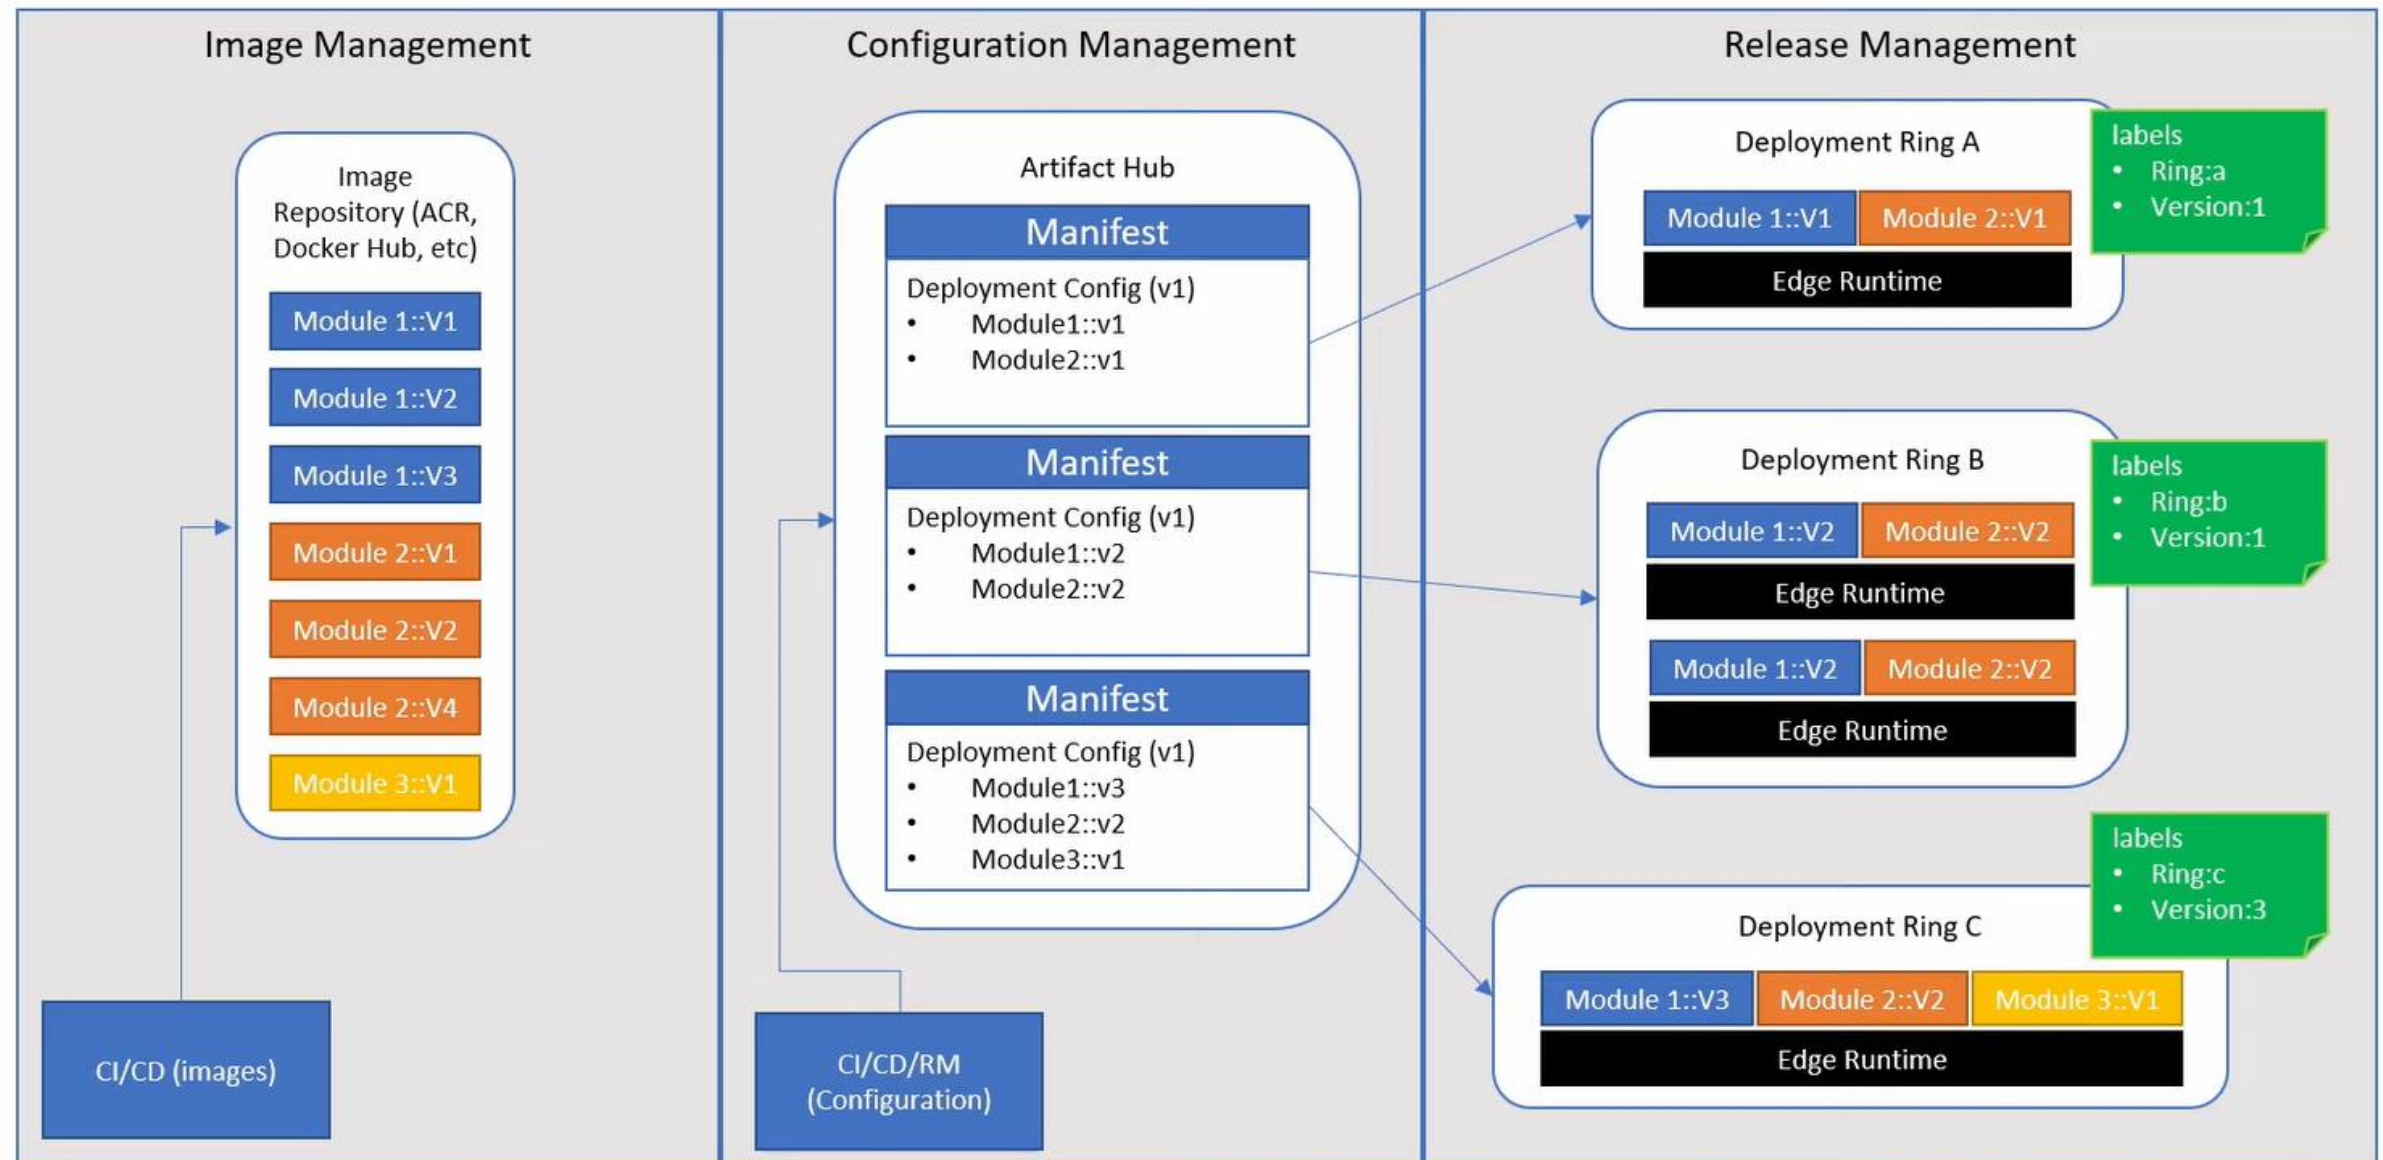 Image Management
Image
Repository (ACR,
Docker Hub, etc)
Module 1::V1
Module 1::V2
Module 1::V3
Module 2::V1
Module 2::V2
Module 2::V4
Module 3::V1
CI/CD (images)
Configuration Management
Artifact Hub
Manifest
Deployment Config (v1)
• Module1::v1
• Module2::v1
Manifest
Deployment Config (v1)
• Module1::v2
• Module2::v2
Manifest
Deployment Config (v1)
• Module1::v3
• Module2::v2
• Module3::v1
CI/CD/RM
(Configuration)
Release Management
Deployment Ring A
Module 1::V1 Module 2::V1
Edge Runtime
labels
• Ring:a
• Version:1
Deployment Ring B
Module 1::V2 Module 2::V2
Edge Runtime
Module 1::V2 Module 2::V2
Edge Runtime
labels
• Ring:b
• Version:1
Deployment Ring C
Module 1::V3 Module 2::V2 Module 3::V1
Edge Runtime
labels
• Ring:c
• Version:3